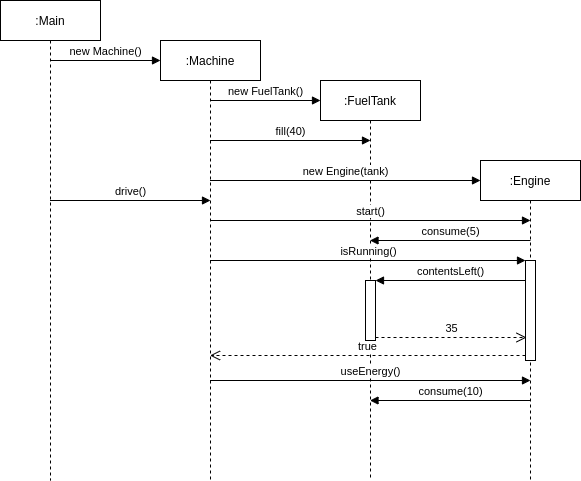 :Main
new Machine()
:Machine
new FuelTank()
:FuelTank
fill(40)
new Engine(tank)
:Engine
drive()
start()
consume(5)
isRunning()
contentsLeft()
35
true
useEnergy()
consume(10)